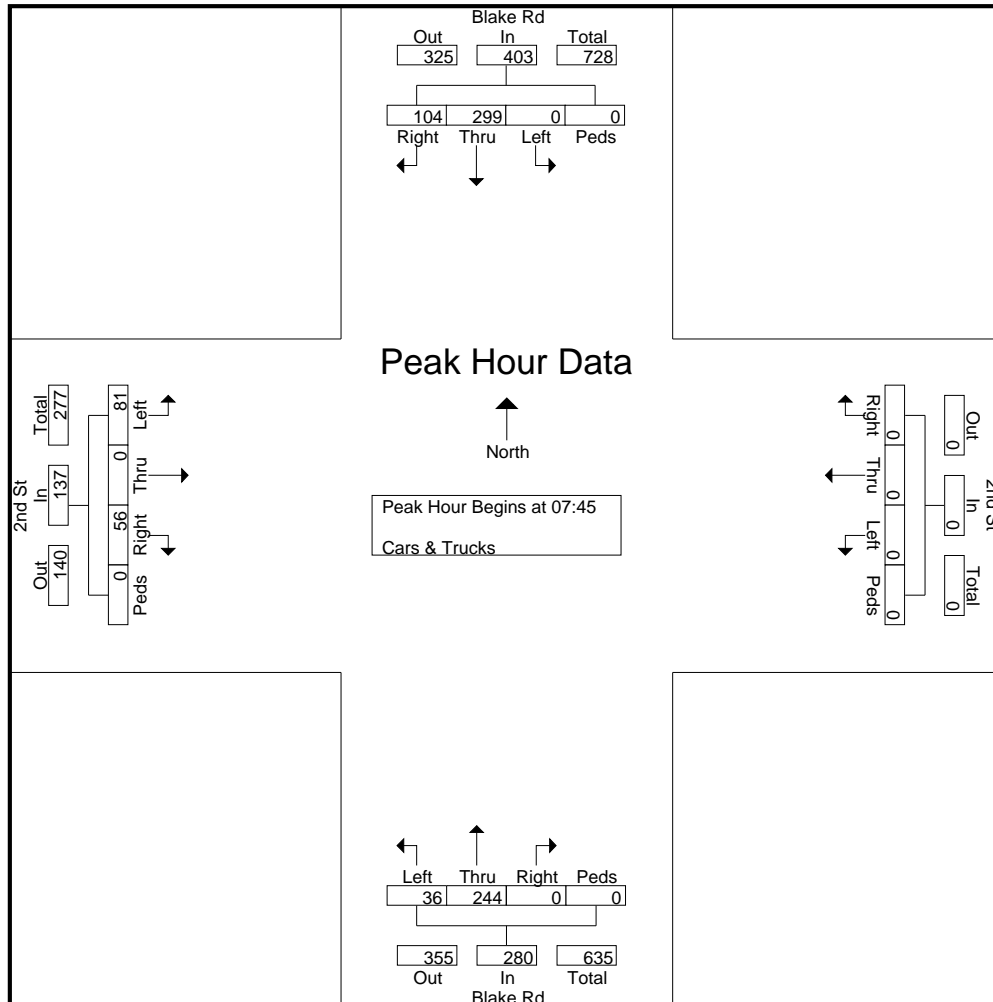 Blake Rd
Out In Total
325 403 728
104 299 0 0
Right Thru Left Peds
Peak Hour Data
North
Peak Hour Begins at 07:45
Cars & Trucks
2nd St
Total In Out
277 137 140
81 0 56 0
Left Thru Right Peds
Right Thru Left Peds
0 0 0 0
Out In Total
0 0 0
2nd St
Left Thru Right Peds
36 244 0 0
355 280 635
Out In Total
Blake Rd